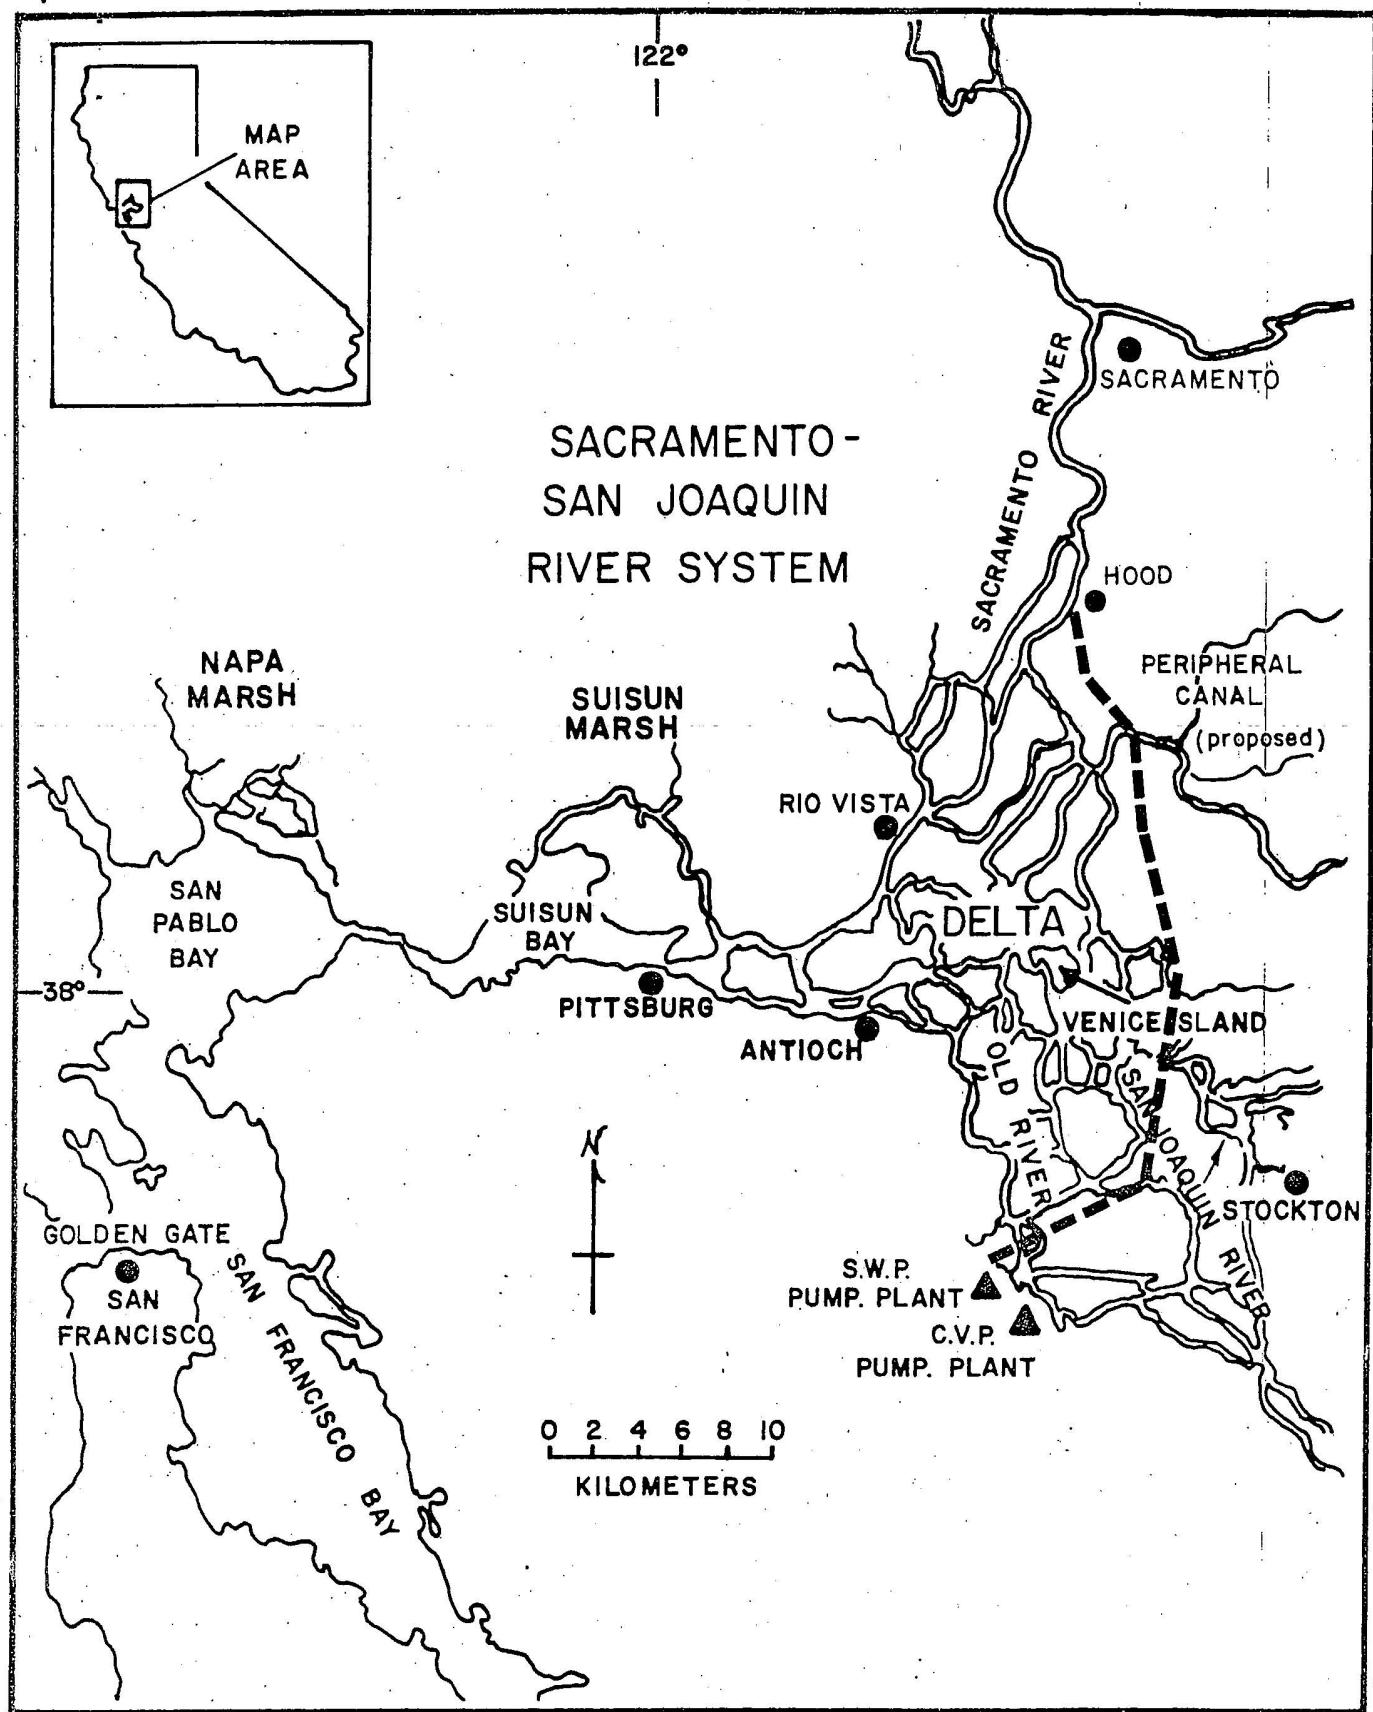 122°
MAP
AREA
SACRAMENTO
SACRAMENTO RIVER
SACRAMENTO-
SAN JOAQUIN
RIVER SYSTEM
HOOD
PERIPHERAL
CANAL
(proposed)
NAPA
MARSH
SUISUN
MARSH
RIO VISTA
SAN
PABLO
BAY
SUISUN
BAY
DELTA
38°
PITTSBURG
ANTIOCH
VENICE ISLAND
OLD RIVER
SAN JOAQUIN RIVER
N
STOCKTON
GOLDEN GATE
SAN
FRANCISCO
SAN FRANCISCO BAY
S.W.P.
PUMP. PLANT
C.V.P.
PUMP. PLANT
0 2 4 6 8 10
KILOMETERS